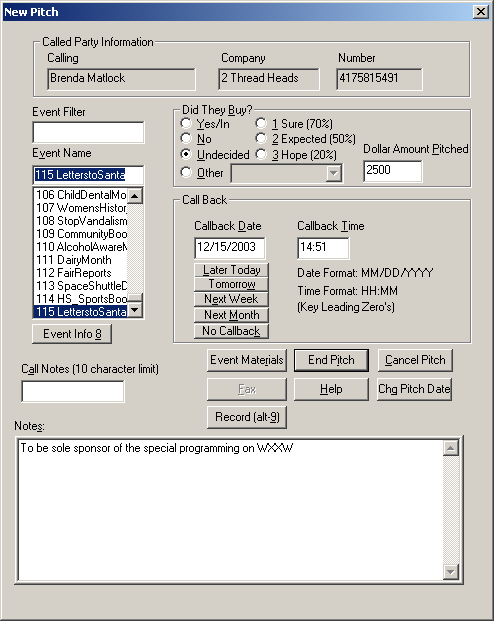 New Pitch
Called Party Information
Calling Company Number
Brenda Matlock 2 Thread Heads 4175815491
Event Filter
Did They Buy?
Yes/In 1 Sure (70%)
No 2 Expected (50%)
Undecided 3 Hope (20%)
Other
Dollar Amount Pitched
2500
Event Name
115 LetterstoSanta
106 ChildDentalMo
107 WomensHistor
108 StopVandalism
109 CommunityBoo
110 AlcoholAwareM
111 DairyMonth
112 FairReports
113 SpaceShuttleD
114 HS_SportsBoo
115 LetterstoSanta
Event Info 8
Call Back
Callback Date Callback Time
12/15/2003 14:51
Later Today
Tomorrow
Next Week
Next Month
No Callback
Date Format: MM/DD/YYYY
Time Format: HH:MM
(Key Leading Zero's)
Event Materials End Pitch Cancel Pitch
Fax Help Chg Pitch Date
Record (alt-9)
Call Notes (10 character limit)
Notes:
To be sole sponsor of the special programming on WXXW